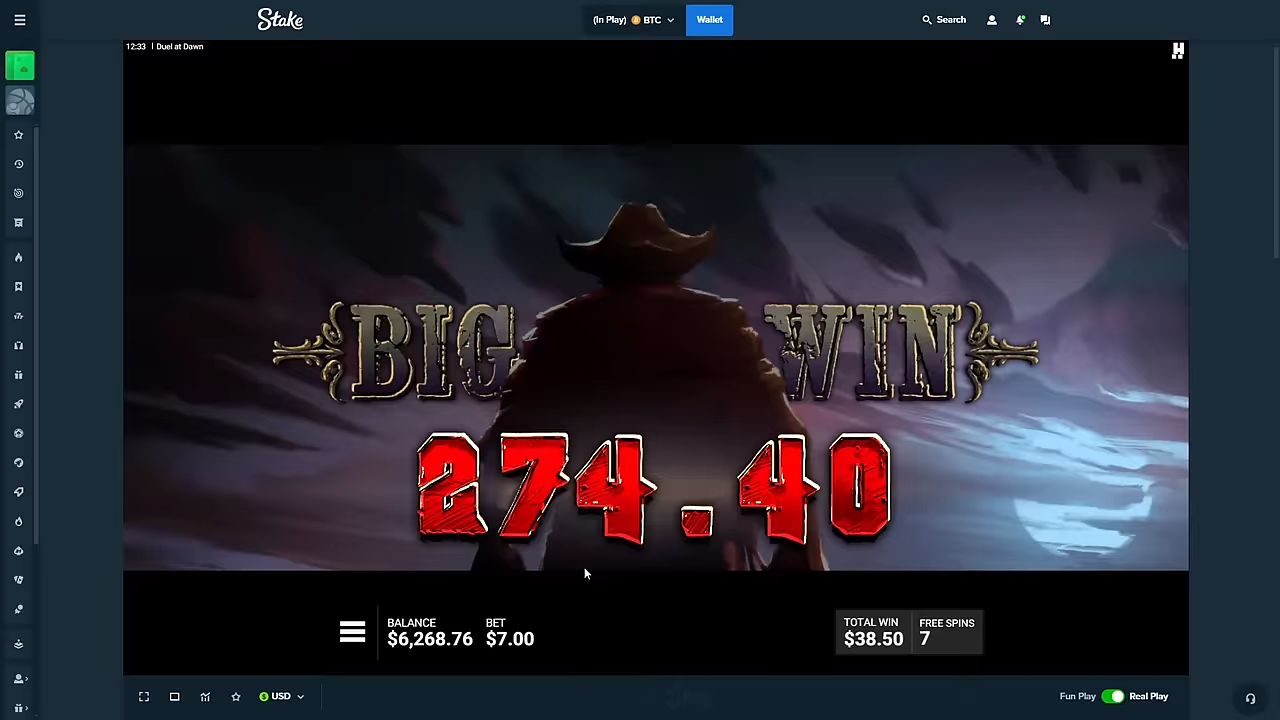 Stake
(In Play) BTC
Wallet
Search
12:33 | Duel at Dawn
BIG WIN
274.40
BALANCE
$6,268.76
BET
$7.00
TOTAL WIN
$38.50
FREE SPINS
7
USD
Fun Play
Real Play